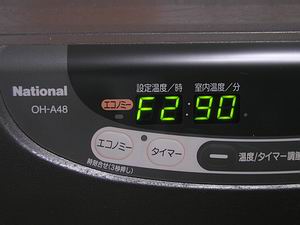 National
OH-A48
設定温度／時 室内温度／分
エコノミー
F2:90
エコノミー タイマー
時刻合せ(3秒押し)
温度/タイマー調